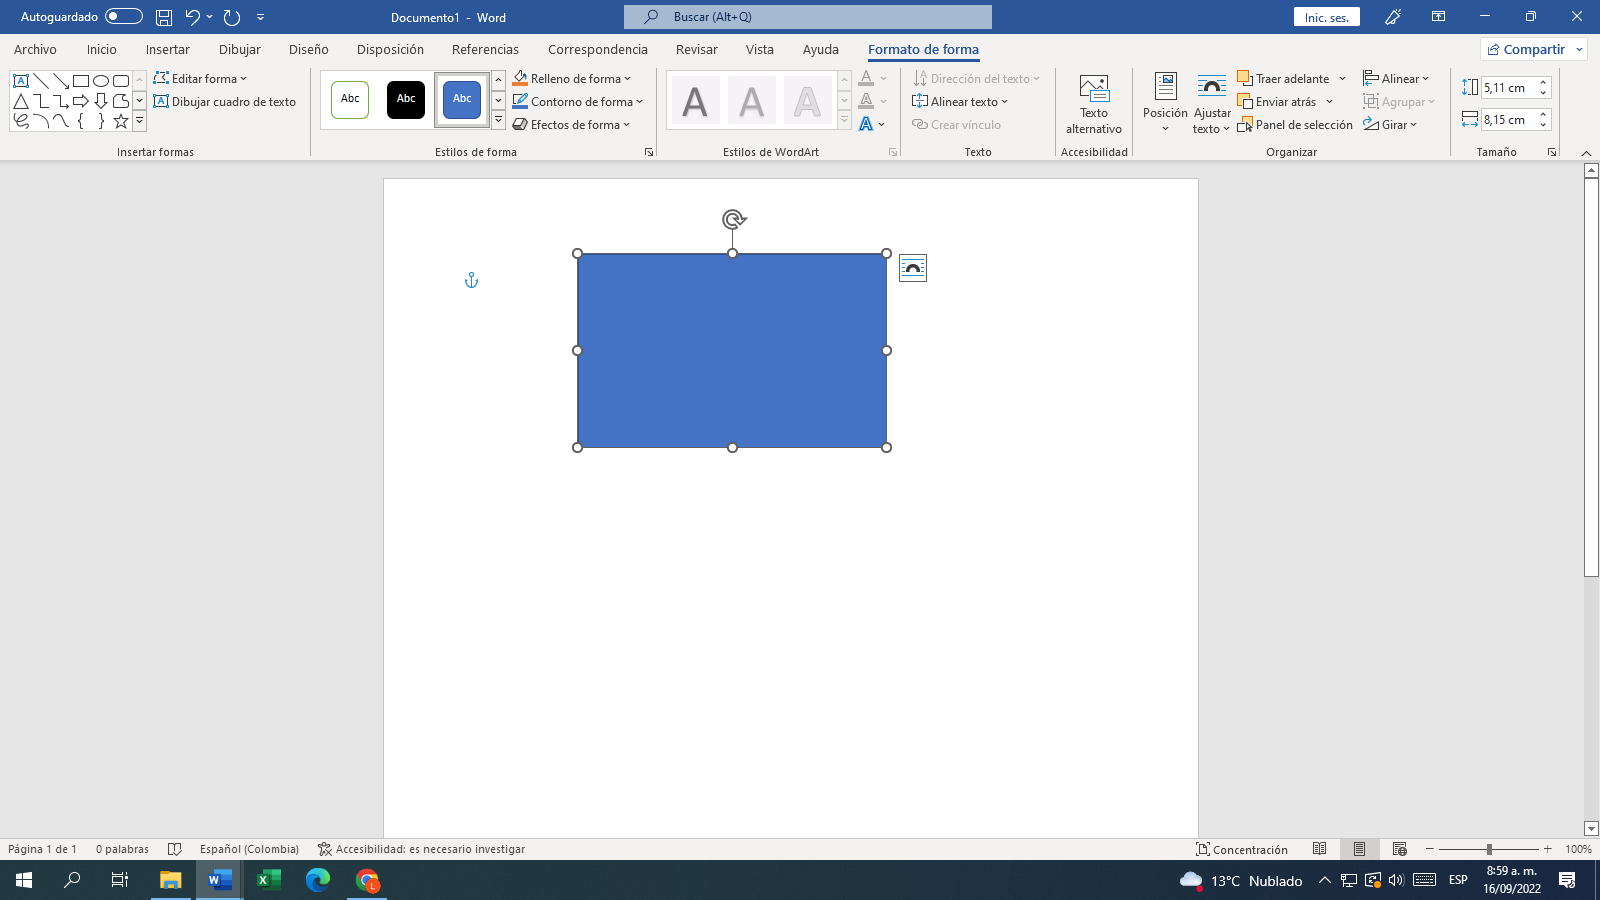 Autoguardado
Documento1 - Word
Buscar (Alt+Q)
Inic. ses.
Archivo Inicio Insertar Dibujar Diseño Disposición Referencias Correspondencia Revisar Vista Ayuda Formato de forma Compartir
Editar forma
Dibujar cuadro de texto
Insertar formas
Abc Abc Abc
Relleno de forma
Contorno de forma
Efectos de forma
Estilos de forma
A A A
A
A
A
Estilos de WordArt
Dirección del texto
Alinear texto
Crear vínculo
Texto
Texto
alternativo
Accesibilidad
Posición
Ajustar
texto
Traer adelante
Enviar atrás
Panel de selección
Alinear
Agrupar
Girar
Organizar
5,11 cm
8,15 cm
Tamaño
Página 1 de 1 0 palabras Español (Colombia) Accesibilidad: es necesario investigar Concentración 100%
13°C Nublado ESP
8:59 a. m.
16/09/2022